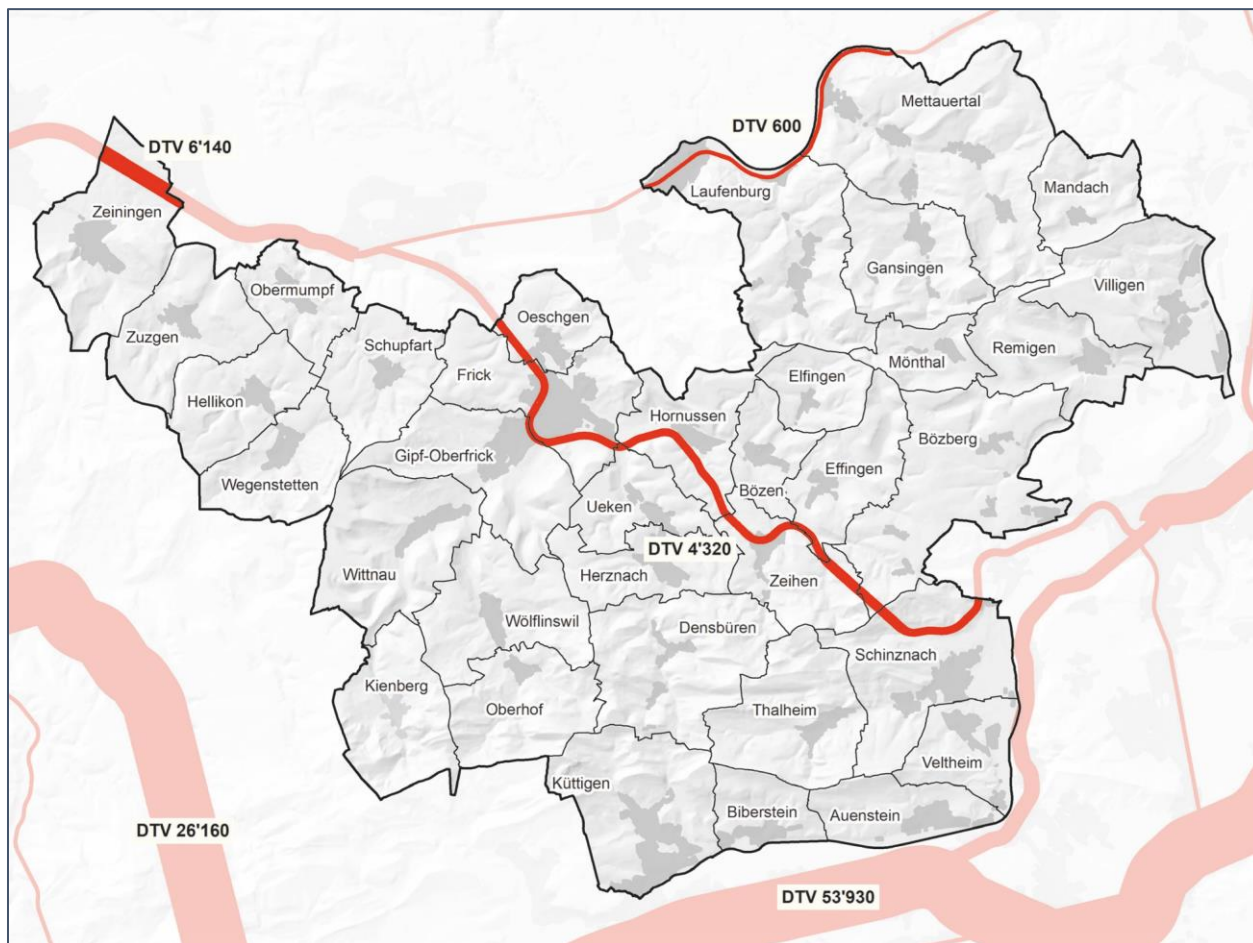 DTV 6'140
DTV 600
Mettauertal
Mandach
Laufenburg
Zeiningen
Gansingen
Villigen
Obermumpf
Oeschgen
Zuzgen
Schupfart
Mönthal
Remigen
Frick
Elfingen
Hellikon
Hornussen
Bözberg
Gipf-Oberfrick
Effingen
Wegenstetten
Bözen
Ueken
DTV 4'320
Wittnau
Herznach
Zeihen
Wölflinswil
Densbüren
Schinznach
Kienberg
Oberhof
Thalheim
Veltheim
Küttigen
Biberstein
Auenstein
DTV 26'160
DTV 53'930